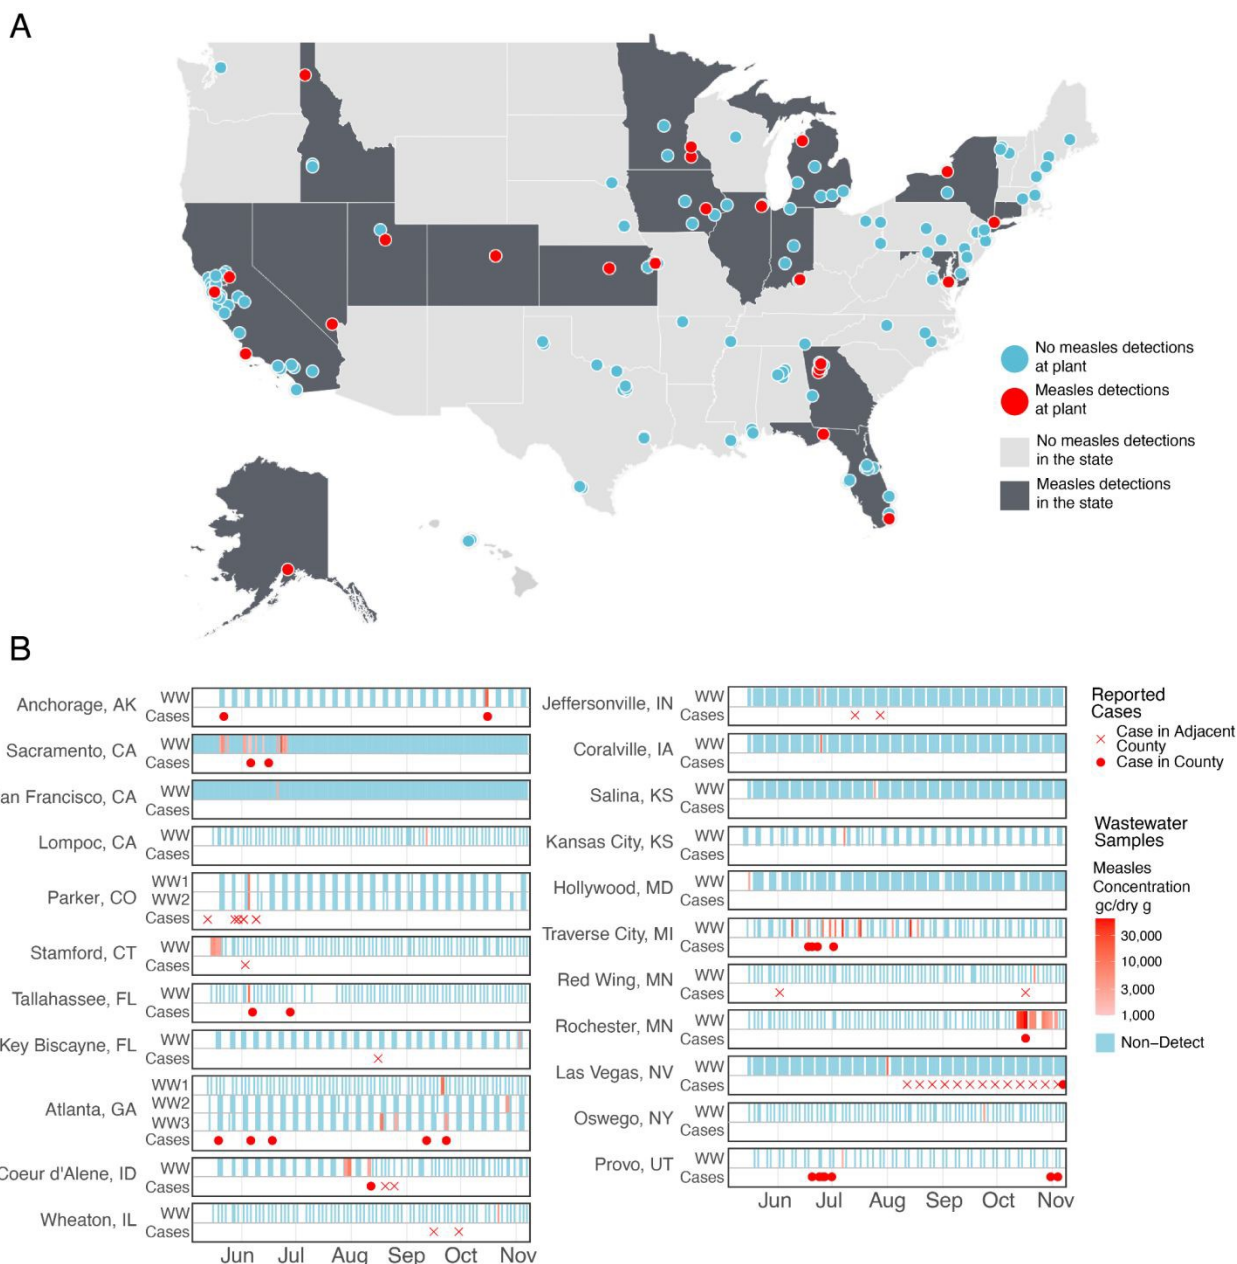 A
No measles detections
at plant
Measles detections
at plant
No measles detections
in the state
Measles detections
in the state
B
Anchorage, AK
WW
Cases
Sacramento, CA
WW
Cases
an Francisco, CA
WW
Cases
Lompoc, CA
WW
Cases
Parker, CO
WW1
WW2
Cases
Stamford, CT
WW
Cases
Tallahassee, FL
WW
Cases
Key Biscayne, FL
WW
Cases
Atlanta, GA
WW1
WW2
WW3
Cases
Coeur d'Alene, ID
WW
Cases
Wheaton, IL
WW
Cases
Jun Jul Aug Sep Oct Nov
Jeffersonville, IN
WW
Cases
Coralville, IA
WW
Cases
Salina, KS
WW
Cases
Kansas City, KS
WW
Cases
Hollywood, MD
WW
Cases
Traverse City, MI
WW
Cases
Red Wing, MN
WW
Cases
Rochester, MN
WW
Cases
Las Vegas, NV
WW
Cases
Oswego, NY
WW
Cases
Provo, UT
WW
Cases
Jun Jul Aug Sep Oct Nov
Reported
Cases
Case in Adjacent
County
Case in County
Wastewater
Samples
Measles
Concentration
gc/dry g
30,000
10,000
3,000
1,000
Non-Detect